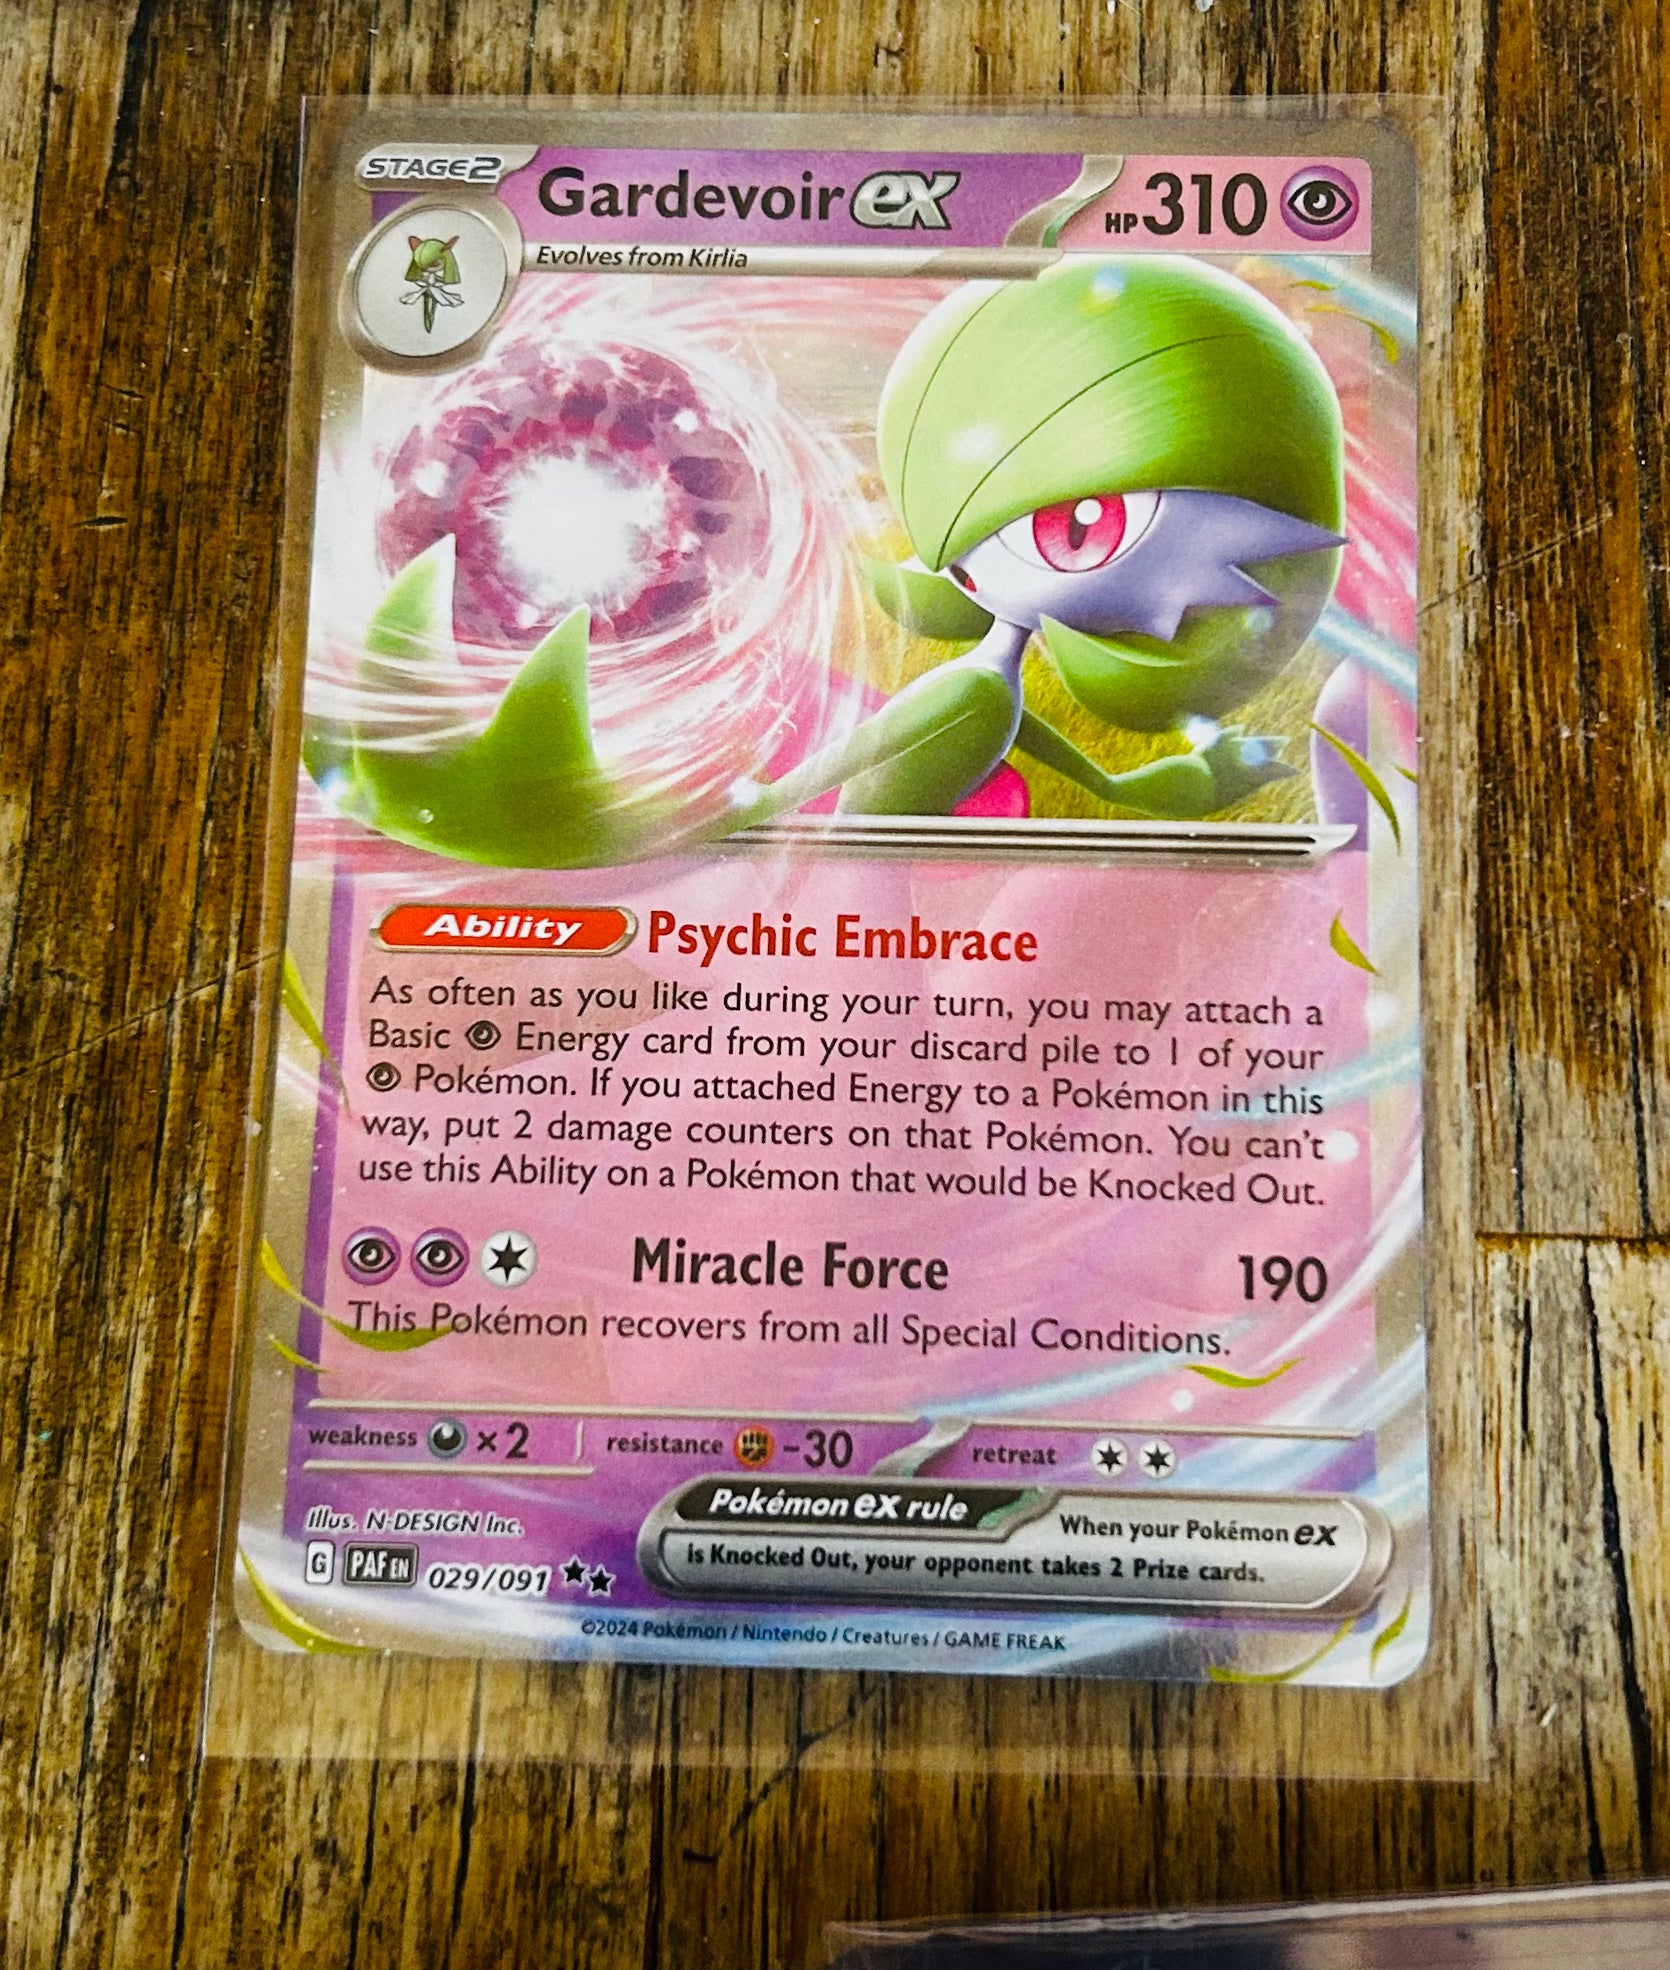 STAGE2
Gardevoir ex
HP 310
Evolves from Kirlia
Ability Psychic Embrace
As often as you like during your turn, you may attach a
Basic Energy card from your discard pile to 1 of your
Pokémon. If you attached Energy to a Pokémon in this
way, put 2 damage counters on that Pokémon. You can't
use this Ability on a Pokémon that would be Knocked Out.
Miracle Force 190
This Pokémon recovers from all Special Conditions.
weakness ×2 resistance -30 retreat
Illus. N-DESIGN Inc.
G PAF EN 029/091 ★★
Pokémon ex rule
When your Pokémon ex
is Knocked Out, your opponent takes 2 Prize cards.
©2024 Pokémon / Nintendo / Creatures / GAME FREAK